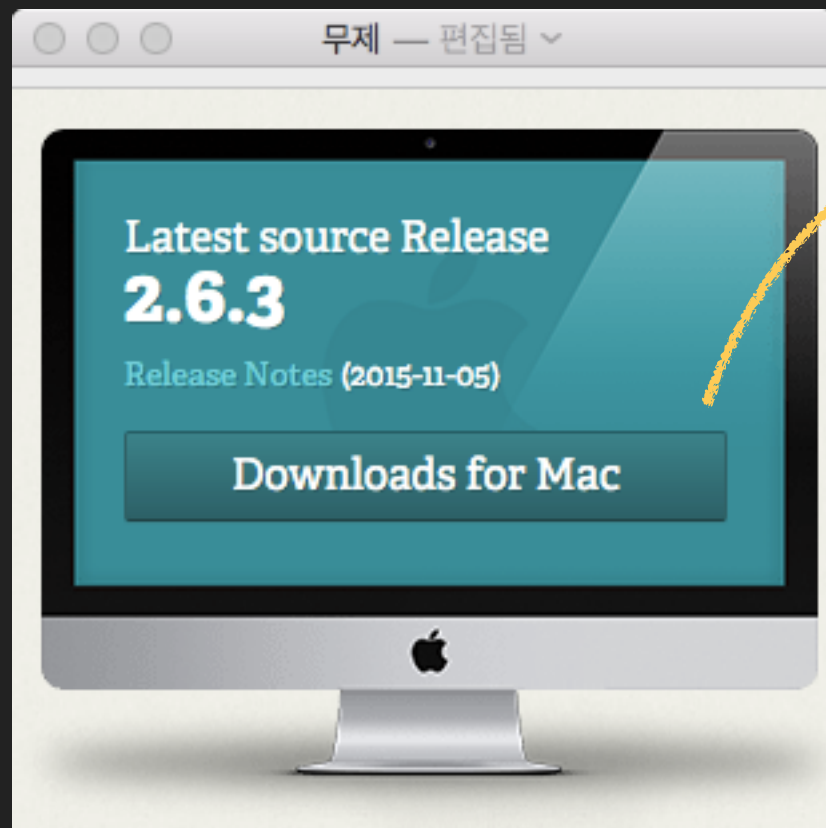 무제 — 편집됨
Latest source Release
2.6.3
Release Notes (2015-11-05)
Downloads for Mac